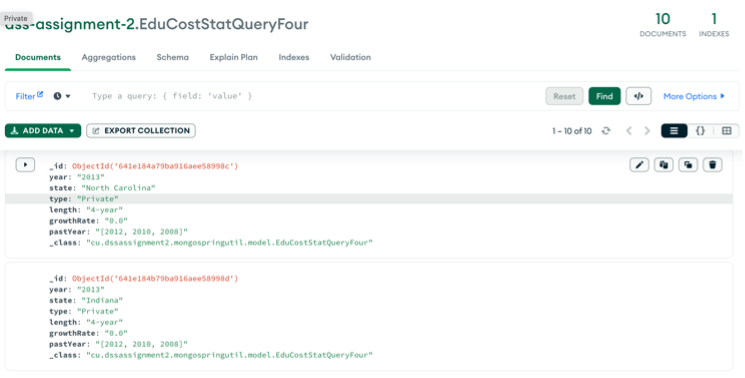 Private
dss-assignment-2.EduCostStatQueryFour
10
DOCUMENTS
1
INDEXES
Documents Aggregations Schema Explain Plan Indexes Validation
Filter Type a query: { field: 'value' } Reset Find </> More Options
ADD DATA EXPORT COLLECTION 1 – 10 of 10 {}
_id: ObjectId('641e184a79ba916aee58998c')
year: "2013"
state: "North Carolina"
type: "Private"
length: "4-year"
growthRate: "0.0"
pastYear: "[2012, 2010, 2008]"
_class: "cu.dssassignment2.mongospringutil.model.EduCostStatQueryFour"
_id: ObjectId('641e184b79ba916aee58998d')
year: "2013"
state: "Indiana"
type: "Private"
length: "4-year"
growthRate: "0.0"
pastYear: "[2012, 2010, 2008]"
_class: "cu.dssassignment2.mongospringutil.model.EduCostStatQueryFour"